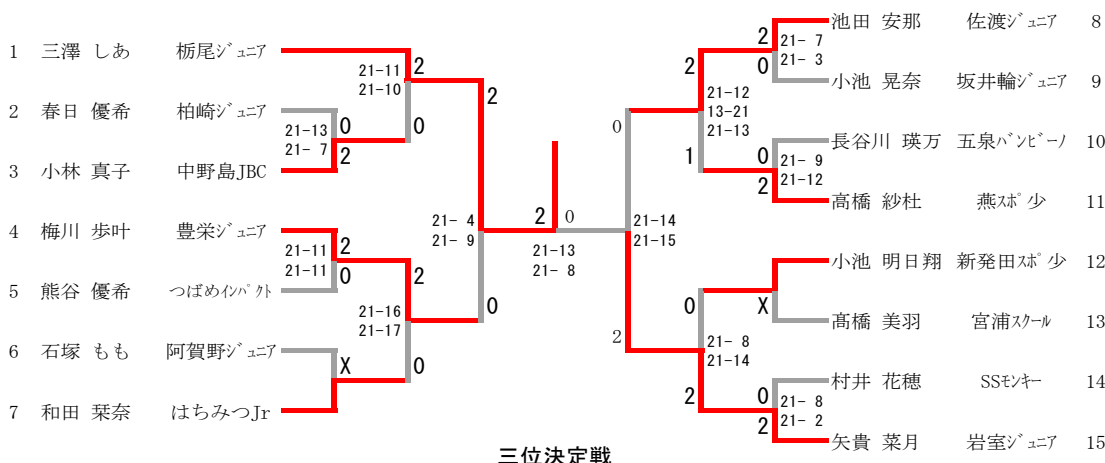 1 三澤 しあ 栃尾ジュニア
2 春日 優希 柏崎ジュニア
3 小林 真子 中野島JBC
4 梅川 歩叶 豊栄ジュニア
5 熊谷 優希 つばめインパクト
6 石塚 もも 阿賀野ジュニア
7 和田 栞奈 はちみつJr
21-11 2
21-10
0
21-13 0
21- 7
2
2
21-11 2
21-11 0
2
21-16
21-17
0
X
0
21- 4
21- 9
2 0
21-13
21- 8
0
21-14
21-15
2
2
21-12
13-21
21-13
1
2 21- 7
0 21- 3
0 21- 9
2 21-12
0
X
21- 8
21-14
2
0 21- 8
2 21- 2
池田 安那 佐渡ジュニア 8
小池 晃奈 坂井輪ジュニア 9
長谷川 瑛万 五泉バンビーノ 10
高橋 紗杜 燕スポ少 11
小池 明日翔 新発田スポ少 12
髙橋 美羽 宮浦スクール 13
村井 花穂 SSモンキー 14
矢貴 菜月 岩室ジュニア 15
三位決定戦